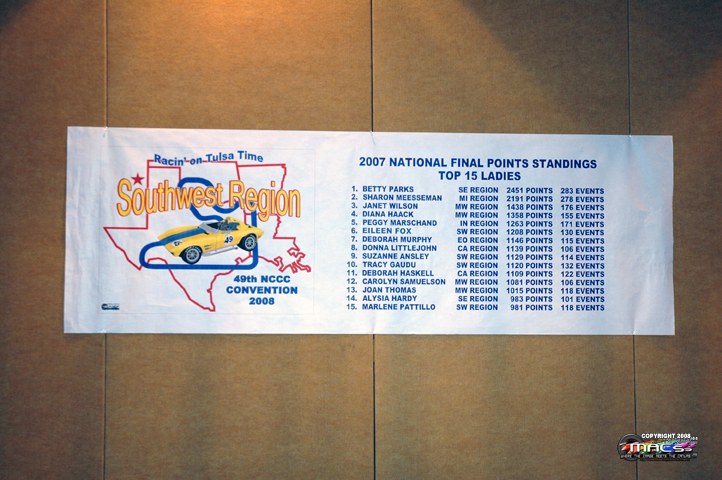 Racin' on Tulsa Time
Southwest Region
49
49th NCCC
CONVENTION
2008
2007 NATIONAL FINAL POINTS STANDINGS
TOP 15 LADIES
1. BETTY PARKS SE REGION 2451 POINTS 283 EVENTS
2. SHARON MEESSEMAN MI REGION 2191 POINTS 278 EVENTS
3. JANET WILSON MW REGION 1438 POINTS 176 EVENTS
4. DIANA HAACK MW REGION 1358 POINTS 155 EVENTS
5. PEGGY MARSCHAND IN REGION 1263 POINTS 171 EVENTS
6. EILEEN FOX SW REGION 1208 POINTS 130 EVENTS
7. DEBORAH MURPHY EO REGION 1146 POINTS 115 EVENTS
8. DONNA LITTLEJOHN CA REGION 1139 POINTS 106 EVENTS
9. SUZANNE ANSLEY SW REGION 1129 POINTS 114 EVENTS
10. TRACY GAUDU SW REGION 1120 POINTS 132 EVENTS
11. DEBORAH HASKELL CA REGION 1109 POINTS 122 EVENTS
12. CAROLYN SAMUELSON MW REGION 1081 POINTS 106 EVENTS
13. JOAN THOMAS MW REGION 1015 POINTS 118 EVENTS
14. ALYSIA HARDY SE REGION 983 POINTS 101 EVENTS
15. MARLENE PATTILLO SW REGION 981 POINTS 118 EVENTS
COPYRIGHT 2008